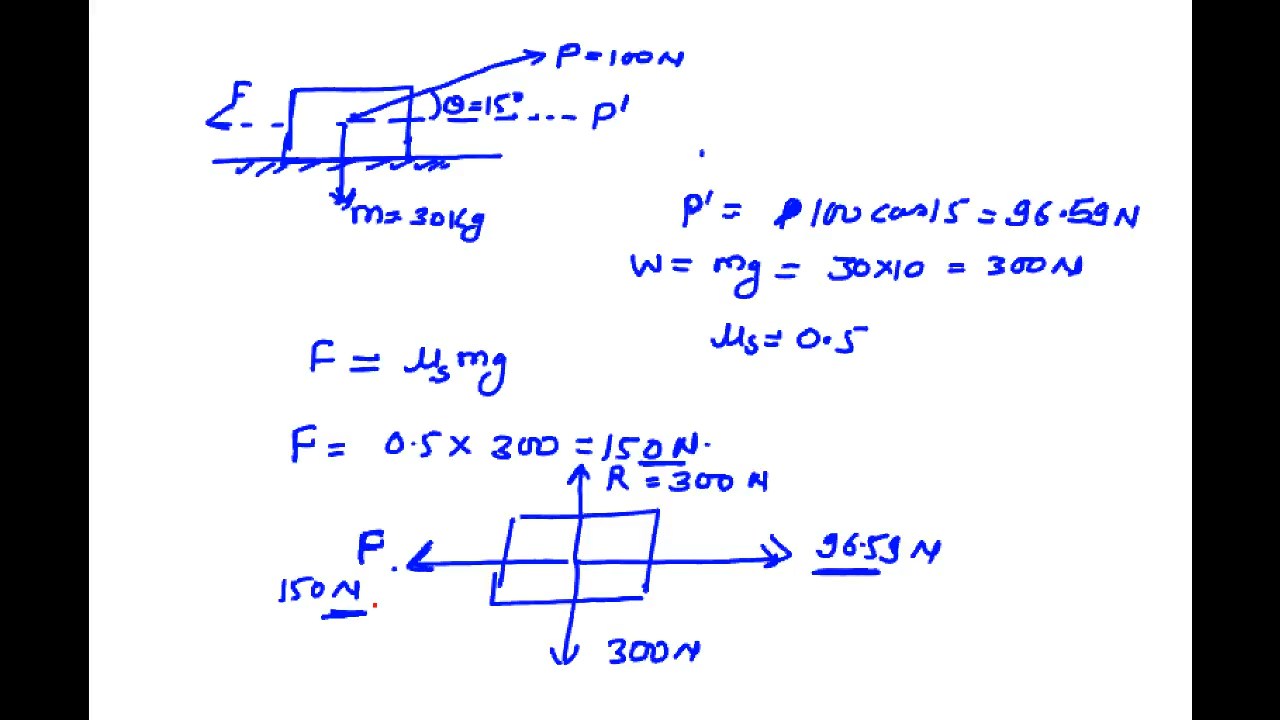 P = 100N
F
θ = 15° P'
m = 30Kg
P' = P 100 cos 15 = 96.59 N
W = mg = 30×10 = 300 N
μs = 0.5
F = μs mg
F = 0.5 × 300 = 150 N.
R = 300 N
F. 96.59 N
150 N
300 N